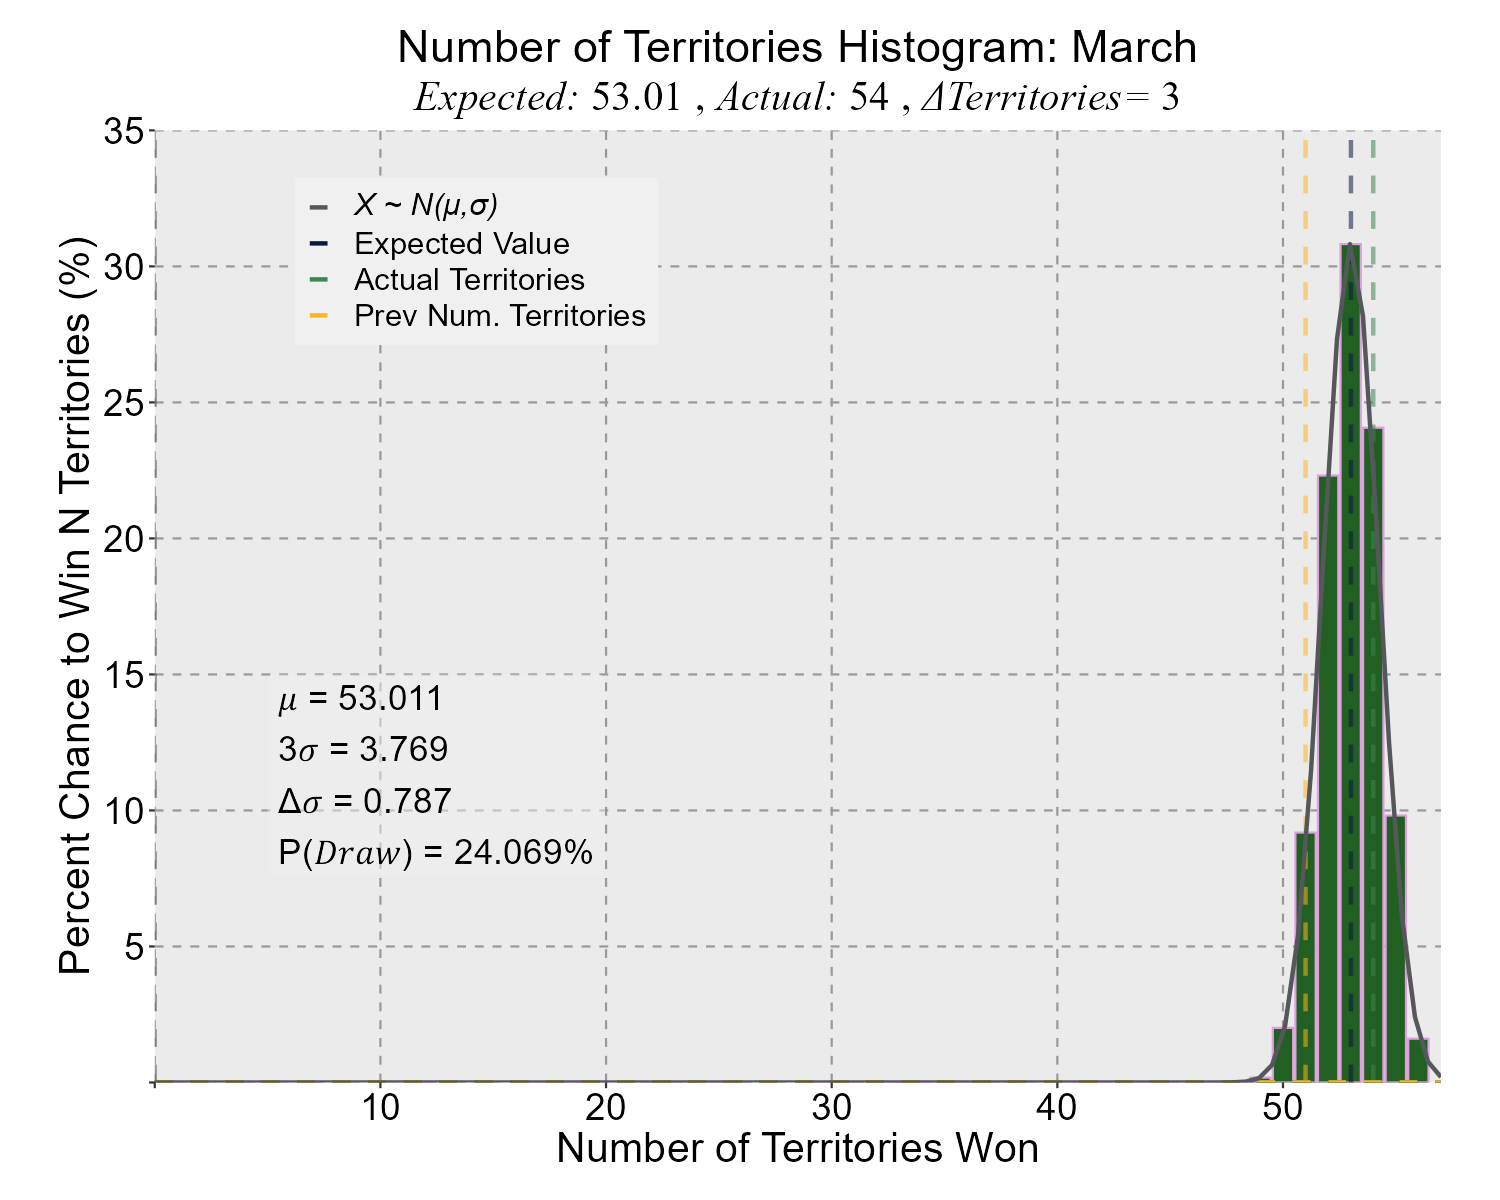 Number of Territories Histogram: March
Expected: 53.01 , Actual: 54 , ΔTerritories= 3
Percent Chance to Win N Territories (%)
35
30
25
20
15
10
5
X ~ N(μ,σ)
Expected Value
Actual Territories
Prev Num. Territories
μ = 53.011
3σ = 3.769
Δσ = 0.787
P(Draw) = 24.069%
10 20 30 40 50
Number of Territories Won